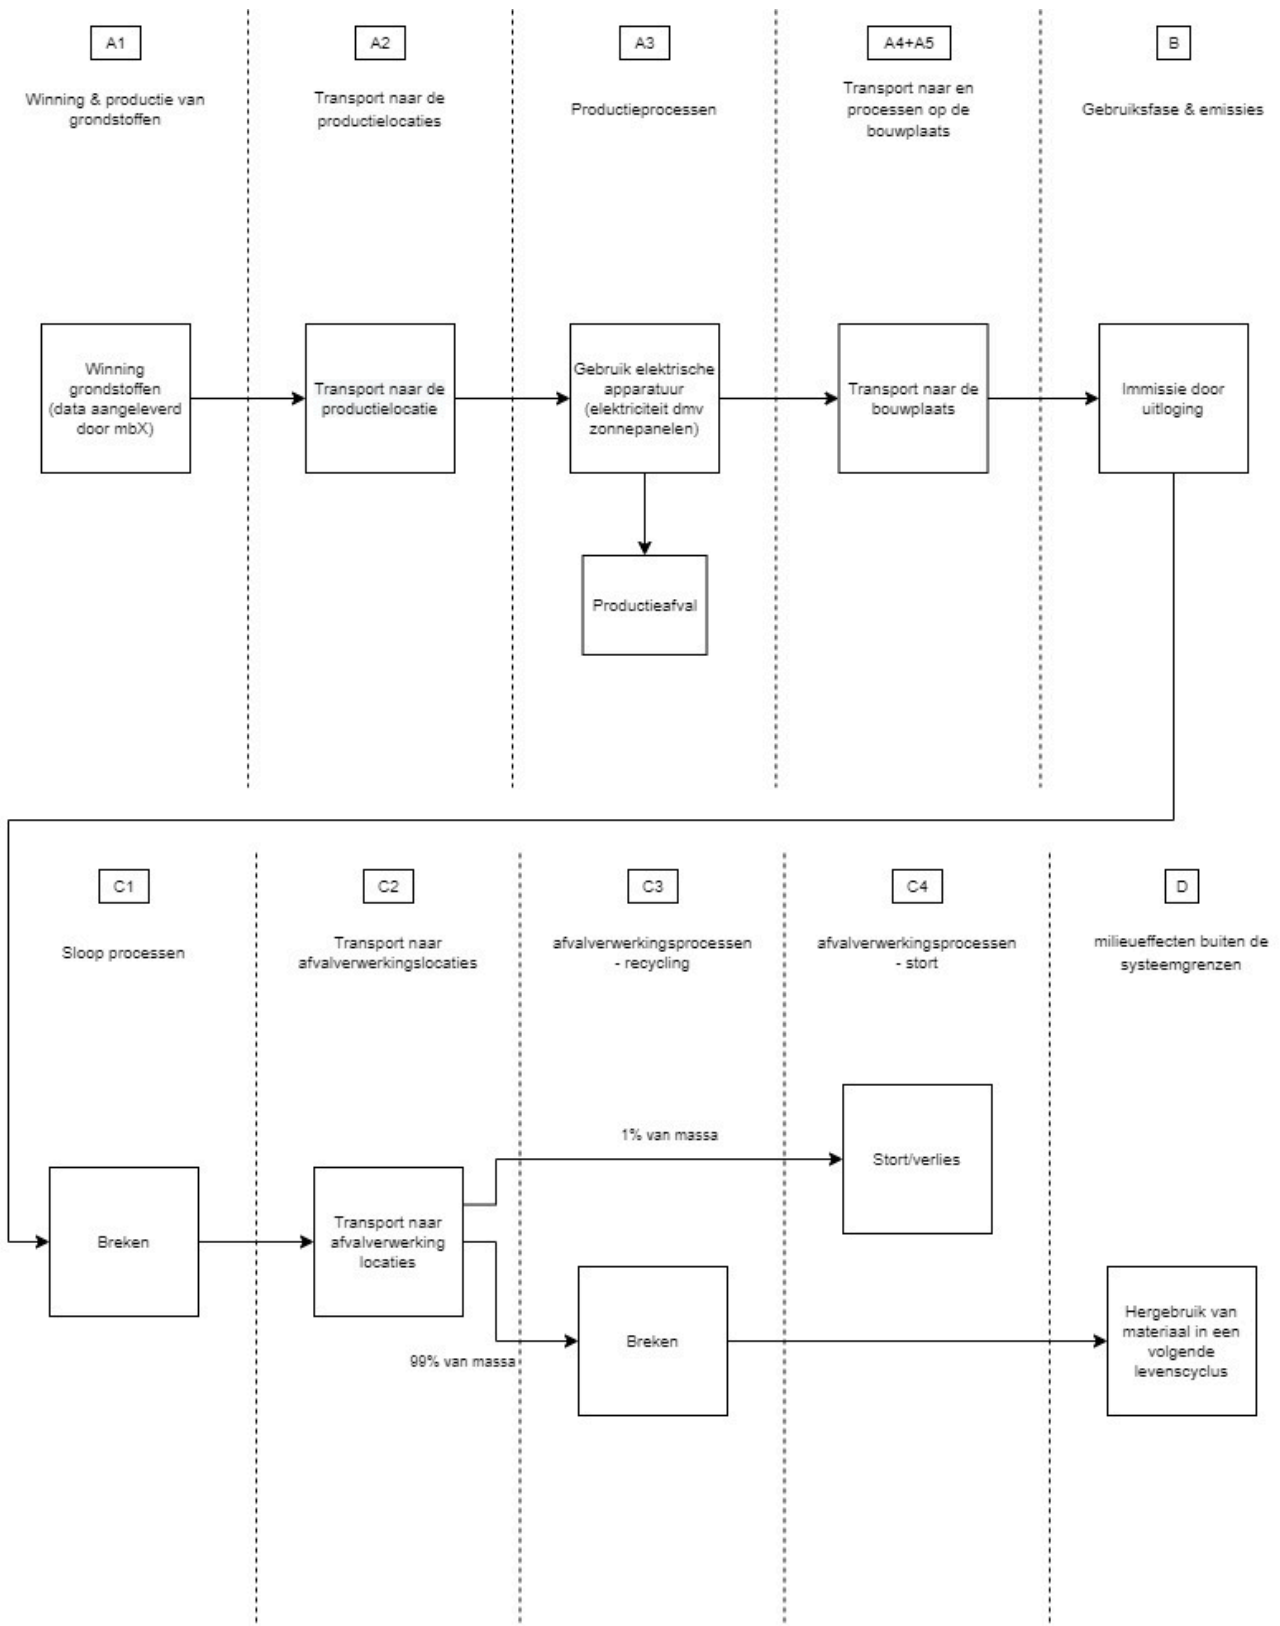 A1
A2
A3
A4+A5
B
Winning & productie van
grondstoffen
Transport naar de
productielocaties
Productieprocessen
Transport naar en
processen op de
bouwplaats
Gebruiksfase & emissies
Winning
grondstoffen
(data aangeleverd
door mbX)
Transport naar de
productielocatie
Gebruik elektrische
apparatuur
(elektriciteit dmv
zonnepanelen)
Transport naar de
bouwplaats
Immissie door
uitloging
Productieafval
C1
C2
C3
C4
D
Sloop processen
Transport naar
afvalverwerkingslocaties
afvalverwerkingsprocessen
- recycling
afvalverwerkingsprocessen
- stort
milieueffecten buiten de
systeemgrenzen
1% van massa
Stort/verlies
Breken
Transport naar
afvalverwerking
locaties
99% van massa
Breken
Hergebruik van
materiaal in een
volgende
levenscyclus